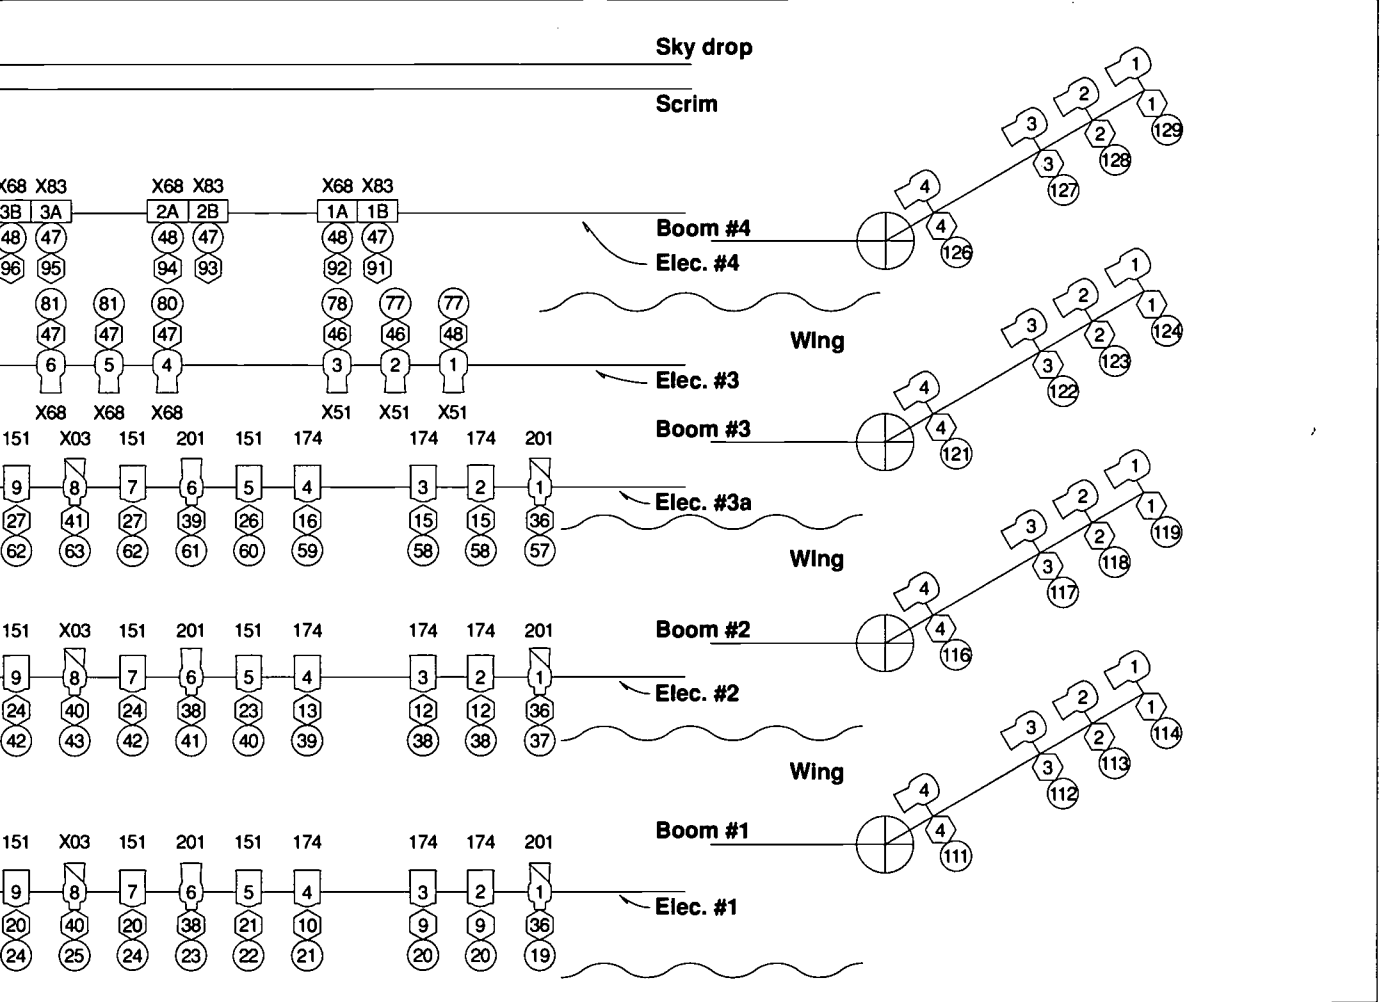 Sky drop
Scrim
X68 X83 X68 X83 X68 X83
3B 3A 2A 2B 1A 1B
48 47 48 47 48 47
96 95 94 93 92 91
Boom #4
Elec. #4
1 2 3 4
1 2 3 4
129 128 127 126
81 81 80 78 77 77
47 47 47 46 46 48
6 5 4 3 2 1
X68 X68 X68 X51 X51 X51
Wing
Elec. #3
Boom #3
1 2 3 4
1 2 3 4
124 123 122 121
151 X03 151 201 151 174 174 174 201
9 8 7 6 5 4 3 2 1
27 41 27 39 26 16 15 15 36
62 63 62 61 60 59 58 58 57
Elec. #3a
Wing
1 2 3 4
1 2 3 4
119 118 117 116
151 X03 151 201 151 174 174 174 201
Boom #2
9 8 7 6 5 4 3 2 1
24 40 24 38 23 13 12 12 36
42 43 42 41 40 39 38 38 37
Elec. #2
Wing
1 2 3 4
1 2 3 4
114 113 112 111
151 X03 151 201 151 174 174 174 201
Boom #1
9 8 7 6 5 4 3 2 1
20 40 20 38 21 10 9 9 36
24 25 24 23 22 21 20 20 19
Elec. #1